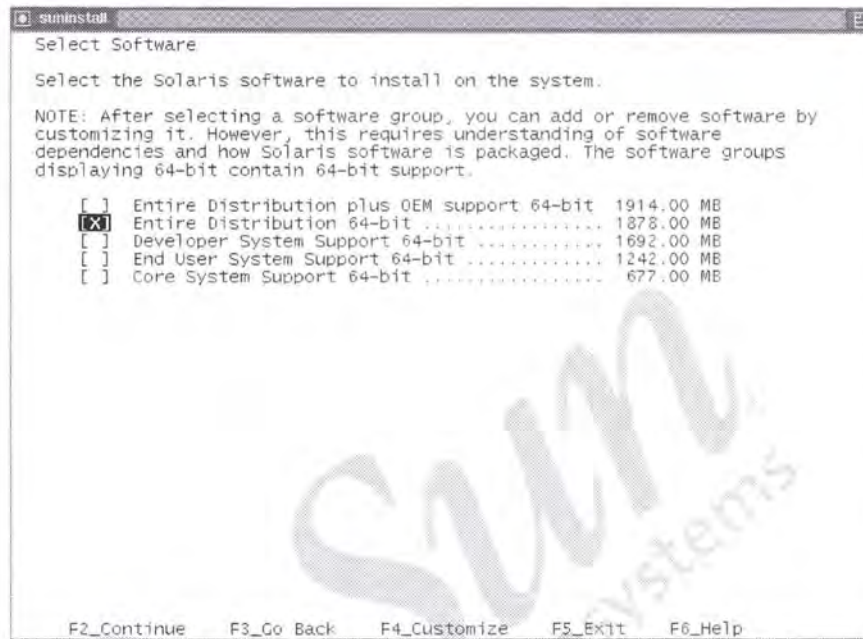 suninstall
Select Software
Select the Solaris software to install on the system.
NOTE: After selecting a software group, you can add or remove software by
customizing it. However, this requires understanding of software
dependencies and how Solaris software is packaged. The software groups
displaying 64-bit contain 64-bit support.
[ ] Entire Distribution plus OEM support 64-bit 1914.00 MB
[X] Entire Distribution 64-bit .................. 1878.00 MB
[ ] Developer System Support 64-bit ............ 1692.00 MB
[ ] End User System Support 64-bit ............. 1242.00 MB
[ ] Core System Support 64-bit ................. 677.00 MB
Sun
systems
F2_Continue F3_Go Back F4_Customize F5_Exit F6_Help